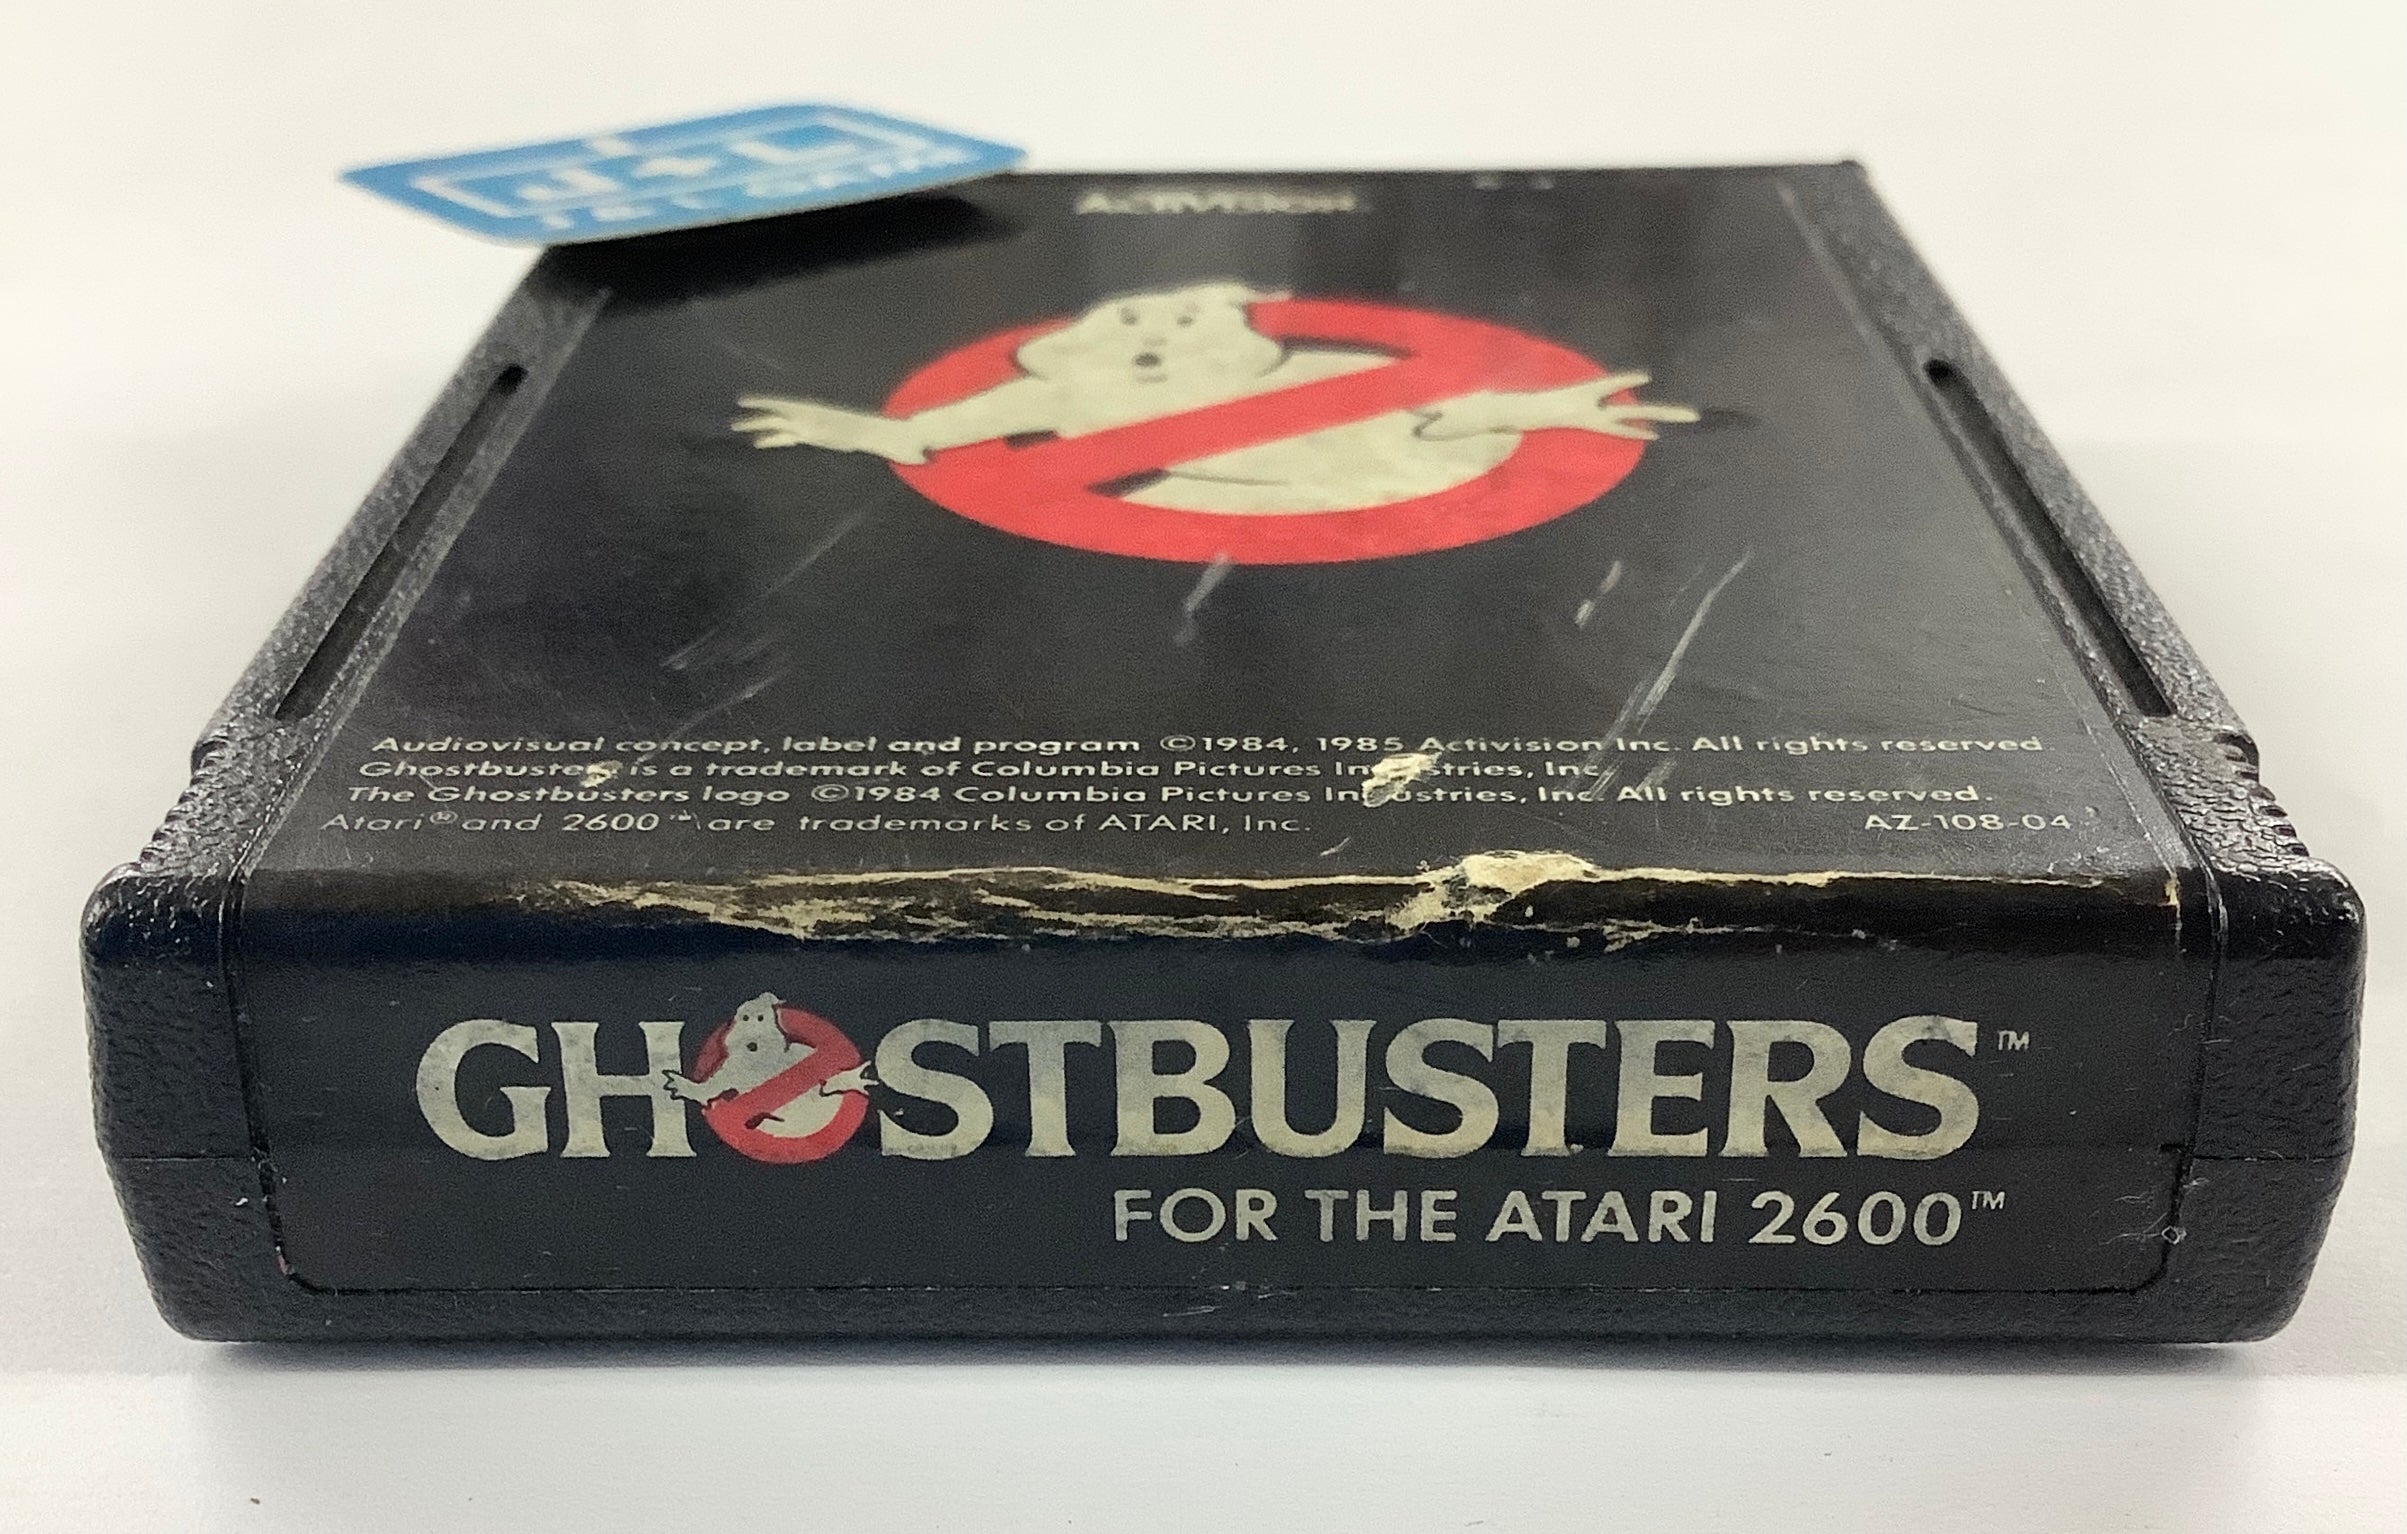 J+L
ACTIVISION
Audiovisual concept, label and program ©1984, 1985 Activision Inc. All rights reserved.
Ghostbusters is a trademark of Columbia Pictures Industries, Inc.
The Ghostbusters logo ©1984 Columbia Pictures Industries, Inc. All rights reserved.
Atari® and 2600™ are trademarks of ATARI, Inc.
AZ-108-04
GHOSTBUSTERS™
FOR THE ATARI 2600™